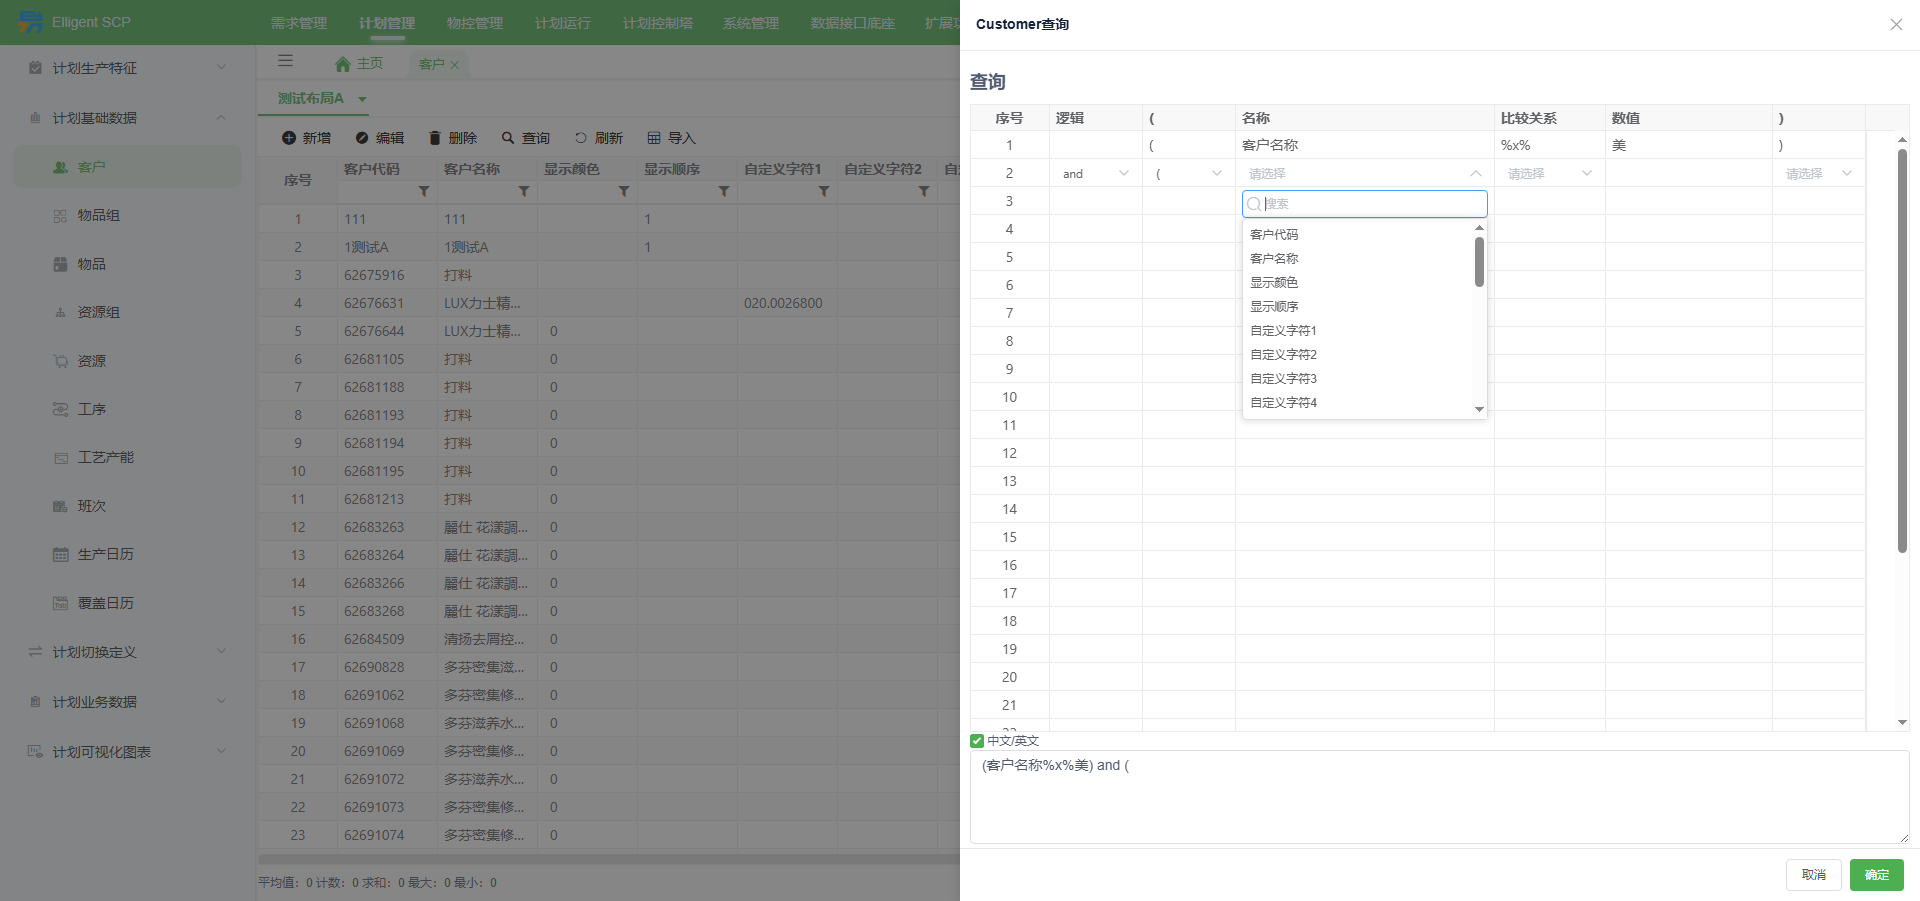 Elligent SCP
需求管理 计划管理 物控管理 计划运行 计划控制塔 系统管理 数据接口底座
计划生产特征
计划基础数据
客户
物品组
物品
资源组
资源
工序
工艺产能
班次
生产日历
覆盖日历
计划切换定义
计划业务数据
计划可视化图表
主页 客户
测试布局A
新增 编辑 删除 查询 刷新 导入
序号 客户代码 客户名称 显示颜色 显示顺序 自定义字符1 自定义字符2
1 111 111 1
2 1测试A 1测试A 1
3 62675916 打料
4 62676631 LUX力士精... 020.0026800
5 62676644 LUX力士精... 0
6 62681105 打料 0
7 62681188 打料 0
8 62681193 打料 0
9 62681194 打料 0
10 62681195 打料 0
11 62681213 打料 0
12 62683263 麗仕 花漾調... 0
13 62683264 麗仕 花漾調... 0
14 62683266 麗仕 花漾調... 0
15 62683268 麗仕 花漾調... 0
16 62684509 清扬去屑控... 0
17 62690828 多芬密集滋... 0
18 62691062 多芬密集修... 0
19 62691068 多芬滋养水... 0
20 62691069 多芬密集修... 0
21 62691072 多芬滋养水... 0
22 62691073 多芬密集修... 0
23 62691074 多芬密集修... 0
平均值：0 计数：0 求和：0 最大：0 最小：0
Customer查询
查询
序号 逻辑 ( 名称 比较关系 数值 )
1 ( 客户名称 %x% 美 )
2 and ( 请选择 请选择 请选择
搜索
客户代码
客户名称
显示颜色
显示顺序
自定义字符1
自定义字符2
自定义字符3
自定义字符4
3
4
5
6
7
8
9
10
11
12
13
14
15
16
17
18
19
20
21
中文/英文
(客户名称%x%美) and (
取消 确定